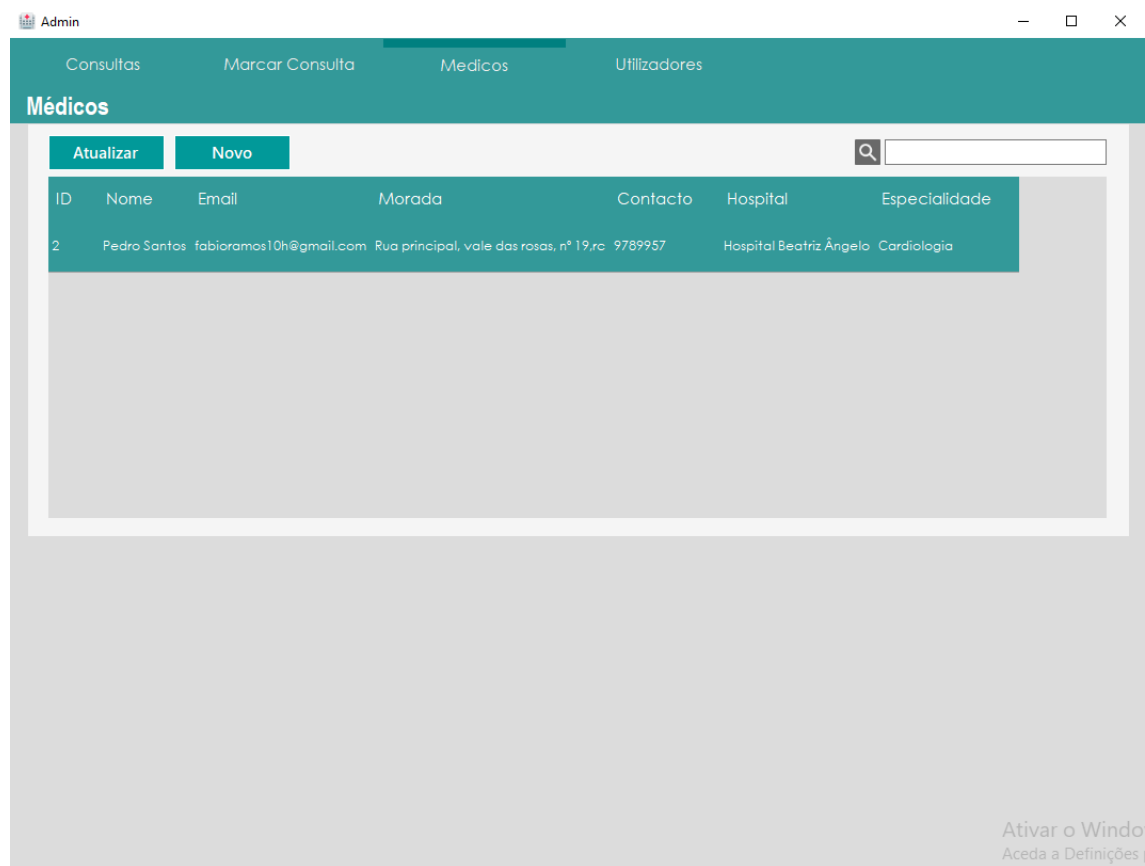 Admin
Consultas Marcar Consulta Medicos Utilizadores
Médicos
Atualizar Novo
ID Nome Email Morada Contacto Hospital Especialidade
2 Pedro Santos fabioramos10h@gmail.com Rua principal, vale das rosas, nº 19,rc 9789957 Hospital Beatriz Ângelo Cardiologia
Ativar o Windo
Aceda a Definições